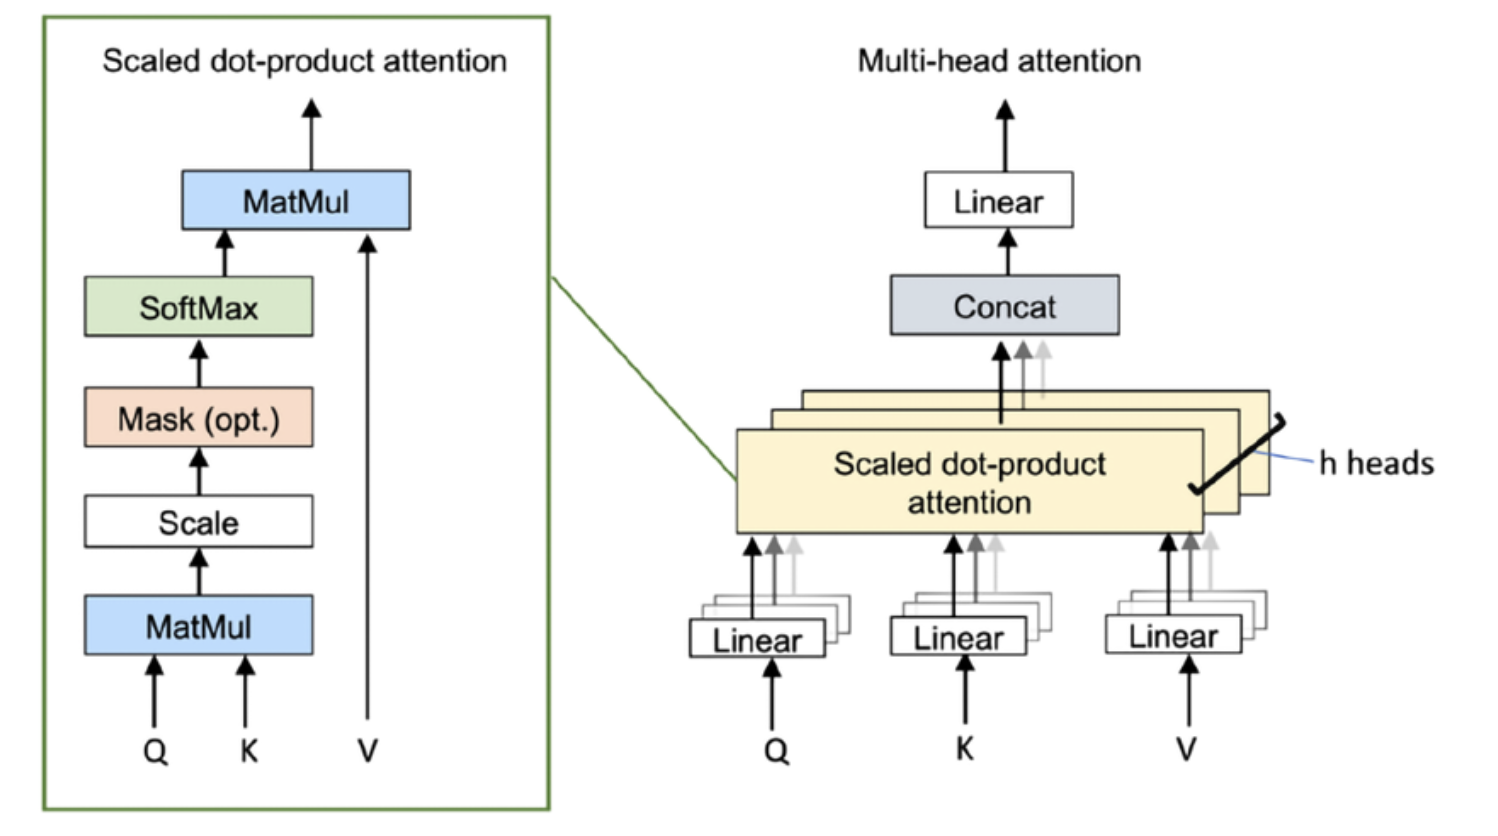 Scaled dot-product attention
MatMul
SoftMax
Mask (opt.)
Scale
MatMul
Q K V
Multi-head attention
Linear
Concat
Scaled dot-product
attention
h heads
Linear Linear Linear
Q K V